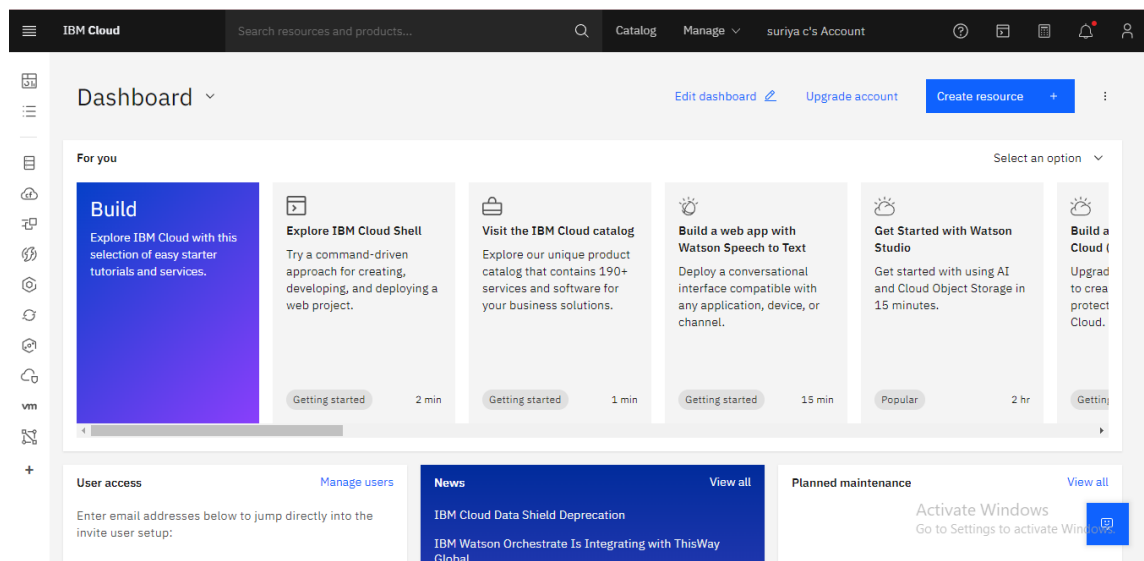 IBM Cloud
Search resources and products...
Catalog
Manage
suriya c's Account
Dashboard
Edit dashboard
Upgrade account
Create resource +
For you
Select an option
Build
Explore IBM Cloud with this
selection of easy starter
tutorials and services.
Explore IBM Cloud Shell
Try a command-driven
approach for creating,
developing, and deploying a
web project.
Getting started
2 min
Visit the IBM Cloud catalog
Explore our unique product
catalog that contains 190+
services and software for
your business solutions.
Getting started
1 min
Build a web app with
Watson Speech to Text
Deploy a conversational
interface compatible with
any application, device, or
channel.
Getting started
15 min
Get Started with Watson
Studio
Get started with using AI
and Cloud Object Storage in
15 minutes.
Popular
2 hr
Build a
Cloud (
Upgrad
to crea
protect
Cloud.
Getting
vm
+
User access
Manage users
Enter email addresses below to jump directly into the
invite user setup:
News
View all
IBM Cloud Data Shield Deprecation
IBM Watson Orchestrate Is Integrating with ThisWay
Global
Planned maintenance
View all
Activate Windows
Go to Settings to activate Windows.